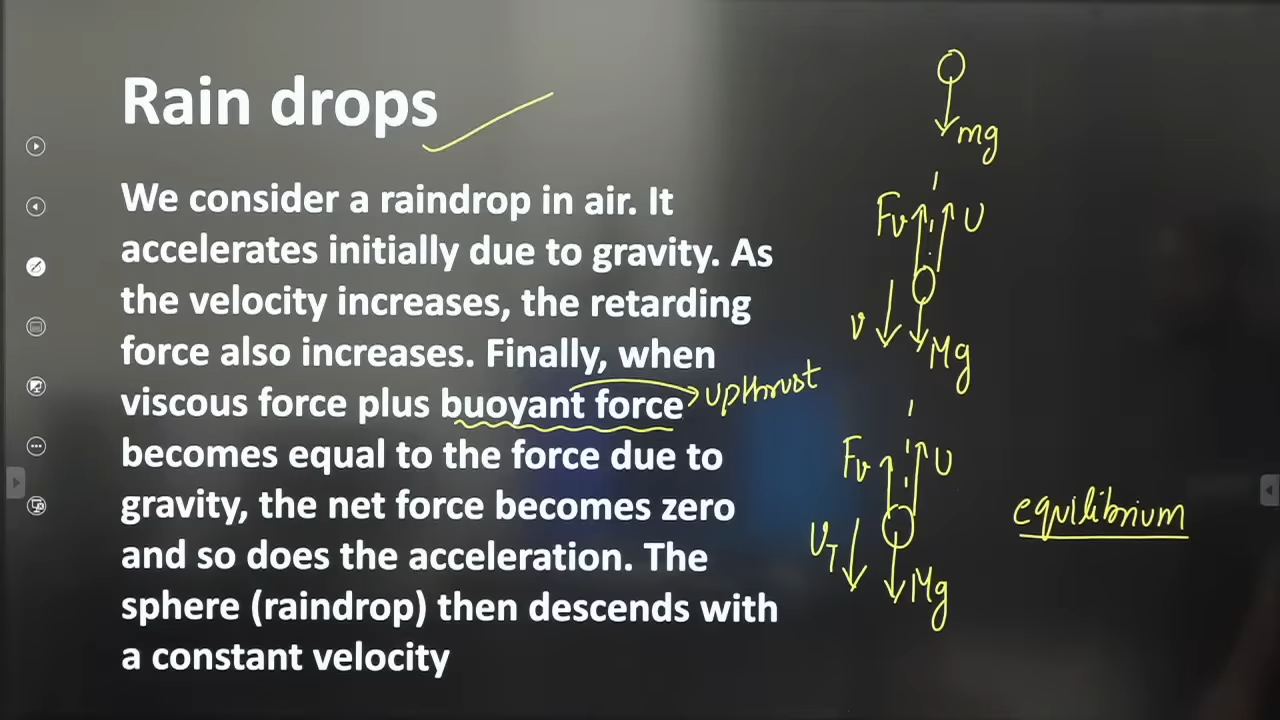 Rain drops
We consider a raindrop in air. It
accelerates initially due to gravity. As
the velocity increases, the retarding
force also increases. Finally, when
viscous force plus buoyant force
becomes equal to the force due to
gravity, the net force becomes zero
and so does the acceleration. The
sphere (raindrop) then descends with
a constant velocity
upthrust
mg
Fv U
v
Mg
Fv U
VT
Mg
equilibrium